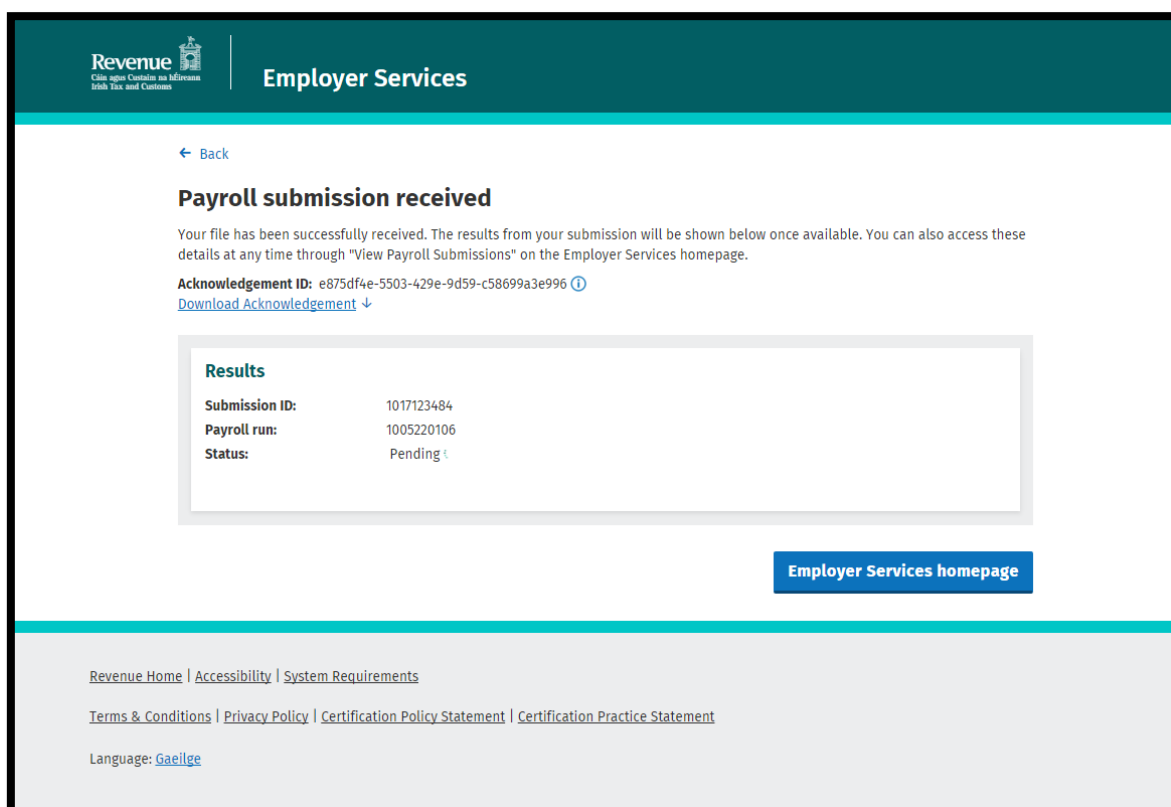 Revenue
Cáin agus Custaim na hÉireann
Irish Tax and Customs
Employer Services
← Back
Payroll submission received
Your file has been successfully received. The results from your submission will be shown below once available. You can also access these
details at any time through "View Payroll Submissions" on the Employer Services homepage.
Acknowledgement ID: e875df4e-5503-429e-9d59-c58699a3e996
Download Acknowledgement ↓
Results
Submission ID: 1017123484
Payroll run: 1005220106
Status: Pending
Employer Services homepage
Revenue Home | Accessibility | System Requirements
Terms & Conditions | Privacy Policy | Certification Policy Statement | Certification Practice Statement
Language: Gaeilge